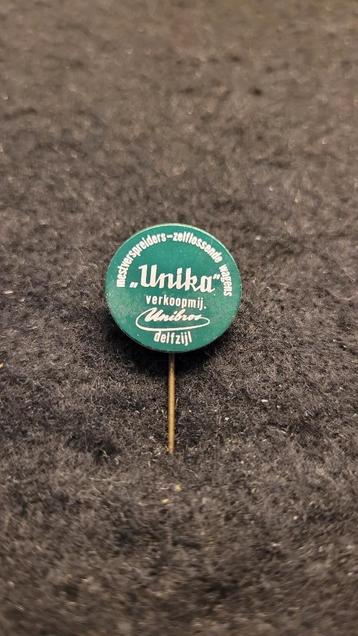 mestverspreiders-zelflossende wagens
„Unika"
verkoopmij.
Unibros
delfzijl